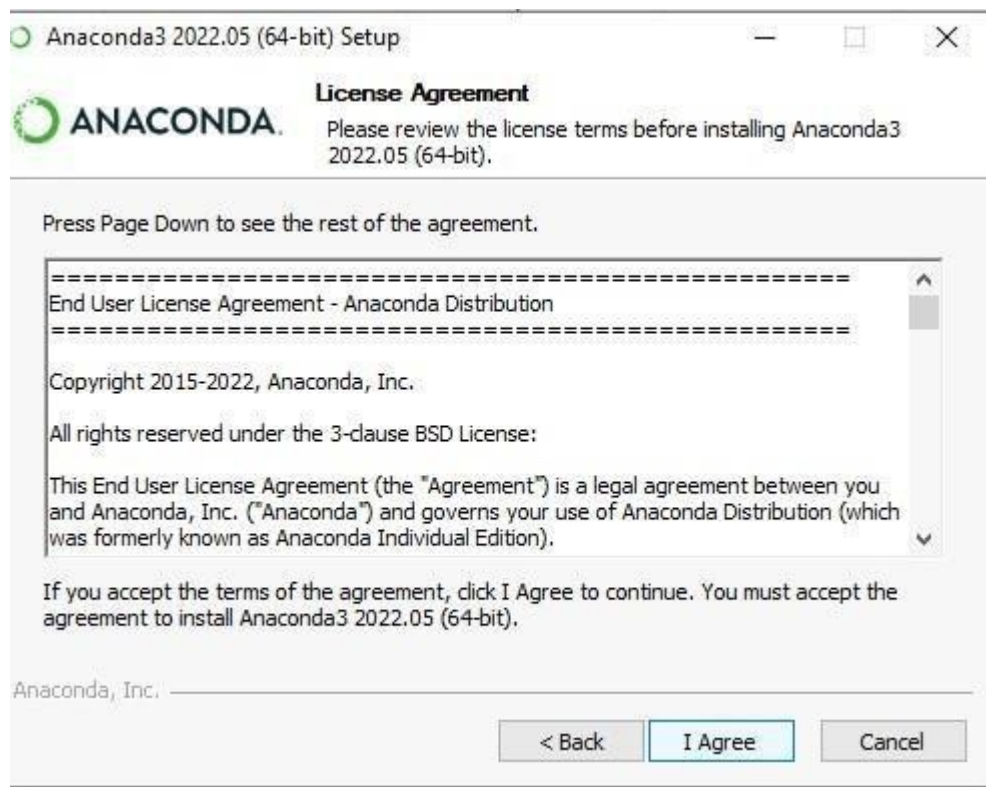 Anaconda3 2022.05 (64-bit) Setup
ANACONDA.
License Agreement
Please review the license terms before installing Anaconda3
2022.05 (64-bit).
Press Page Down to see the rest of the agreement.
==================================================
End User License Agreement - Anaconda Distribution
==================================================
Copyright 2015-2022, Anaconda, Inc.
All rights reserved under the 3-clause BSD License:
This End User License Agreement (the "Agreement") is a legal agreement between you
and Anaconda, Inc. ("Anaconda") and governs your use of Anaconda Distribution (which
was formerly known as Anaconda Individual Edition).
If you accept the terms of the agreement, click I Agree to continue. You must accept the
agreement to install Anaconda3 2022.05 (64-bit).
Anaconda, Inc.
< Back I Agree Cancel